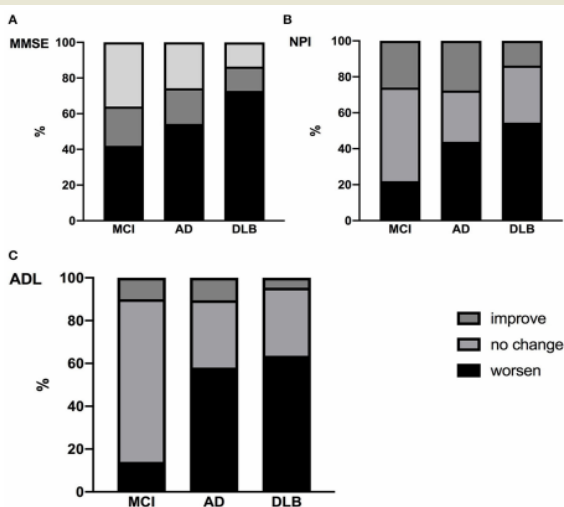 A
MMSE
100
80
60
40
20
0
%
MCI AD DLB
B
NPI
100
80
60
40
20
0
%
MCI AD DLB
C
ADL
100
80
60
40
20
0
%
MCI AD DLB
improve
no change
worsen